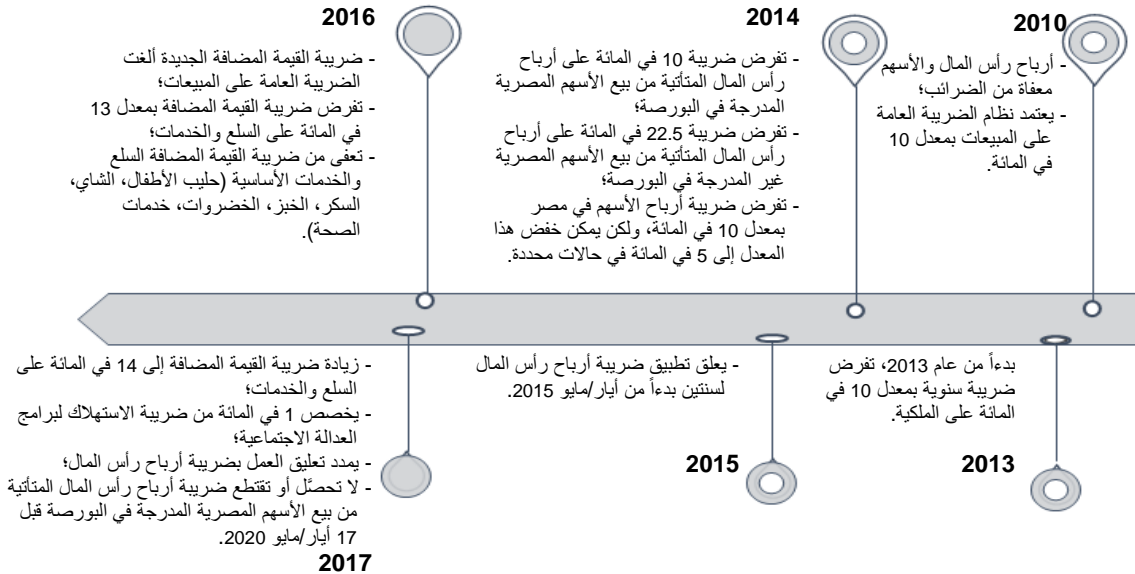 2010
- أرباح رأس المال والأسهم
معفاة من الضرائب؛
- يعتمد نظام الضريبة العامة
على المبيعات بمعدل 10
في المائة.
2014
- تفرض ضريبة 10 في المائة على أرباح
رأس المال المتأتية من بيع الأسهم المصرية
المدرجة في البورصة؛
- تفرض ضريبة 22.5 في المائة على أرباح
رأس المال المتأتية من بيع الأسهم المصرية
غير المدرجة في البورصة؛
- تفرض ضريبة أرباح الأسهم في مصر
بمعدل 10 في المائة، ولكن يمكن خفض هذا
المعدل إلى 5 في المائة في حالات محددة.
2016
- ضريبة القيمة المضافة الجديدة ألغت
الضريبة العامة على المبيعات؛
- تفرض ضريبة القيمة المضافة بمعدل 13
في المائة على السلع والخدمات؛
- تعفى من ضريبة القيمة المضافة السلع
والخدمات الأساسية (حليب الأطفال، الشاي،
السكر، الخبز، الخضروات، خدمات
الصحة).
بدءاً من عام 2013، تفرض
ضريبة سنوية بمعدل 10 في
المائة على الملكية.
2013
- يعلق تطبيق ضريبة أرباح رأس المال
لسنتين بدءاً من أيار/مايو 2015.
2015
- زيادة ضريبة القيمة المضافة إلى 14 في المائة على
السلع والخدمات؛
- يخصص 1 في المائة من ضريبة الاستهلاك لبرامج
العدالة الاجتماعية؛
- يمدد تعليق العمل بضريبة أرباح رأس المال؛
- لا تحصَّل أو تقتطع ضريبة أرباح رأس المال المتأتية
من بيع الأسهم المصرية المدرجة في البورصة قبل
17 أيار/مايو 2020.
2017